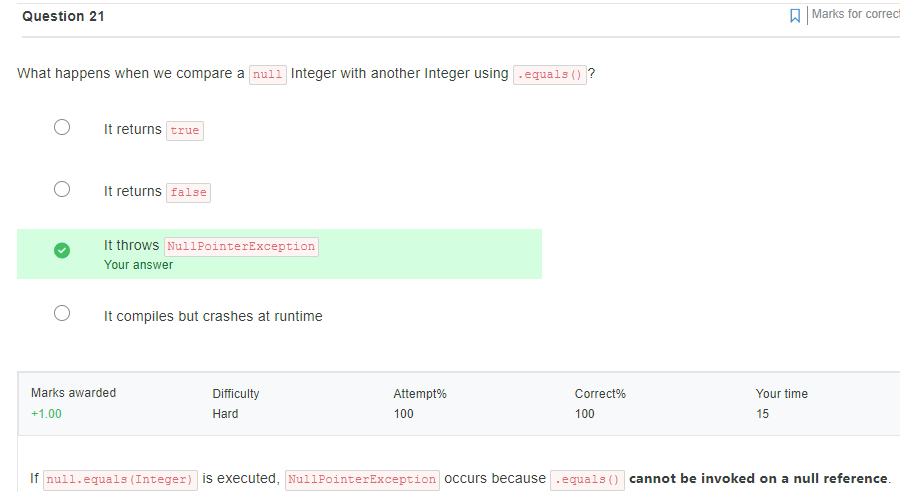 Question 21
Marks for correct
What happens when we compare a null Integer with another Integer using .equals() ?
It returns true
It returns false
It throws NullPointerException
Your answer
It compiles but crashes at runtime
Marks awarded Difficulty Attempt% Correct% Your time
+1.00 Hard 100 100 15
If null.equals(Integer) is executed, NullPointerException occurs because .equals() cannot be invoked on a null reference.